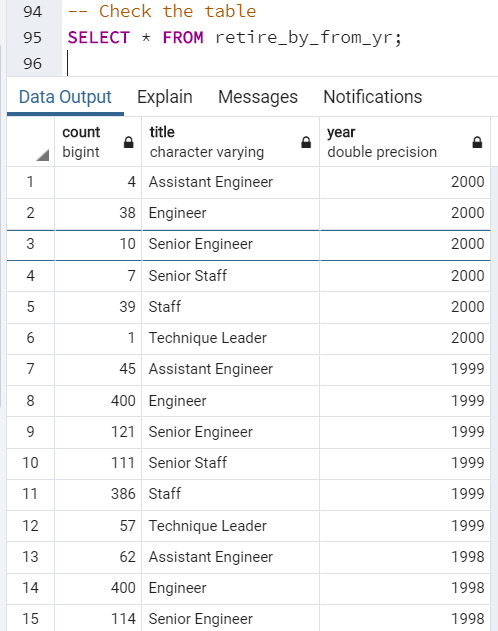 94 -- Check the table
95 SELECT * FROM retire_by_from_yr;
96
Data Output Explain Messages Notifications
count title year
bigint character varying double precision
1 4 Assistant Engineer 2000
2 38 Engineer 2000
3 10 Senior Engineer 2000
4 7 Senior Staff 2000
5 39 Staff 2000
6 1 Technique Leader 2000
7 45 Assistant Engineer 1999
8 400 Engineer 1999
9 121 Senior Engineer 1999
10 111 Senior Staff 1999
11 386 Staff 1999
12 57 Technique Leader 1999
13 62 Assistant Engineer 1998
14 400 Engineer 1998
15 114 Senior Engineer 1998